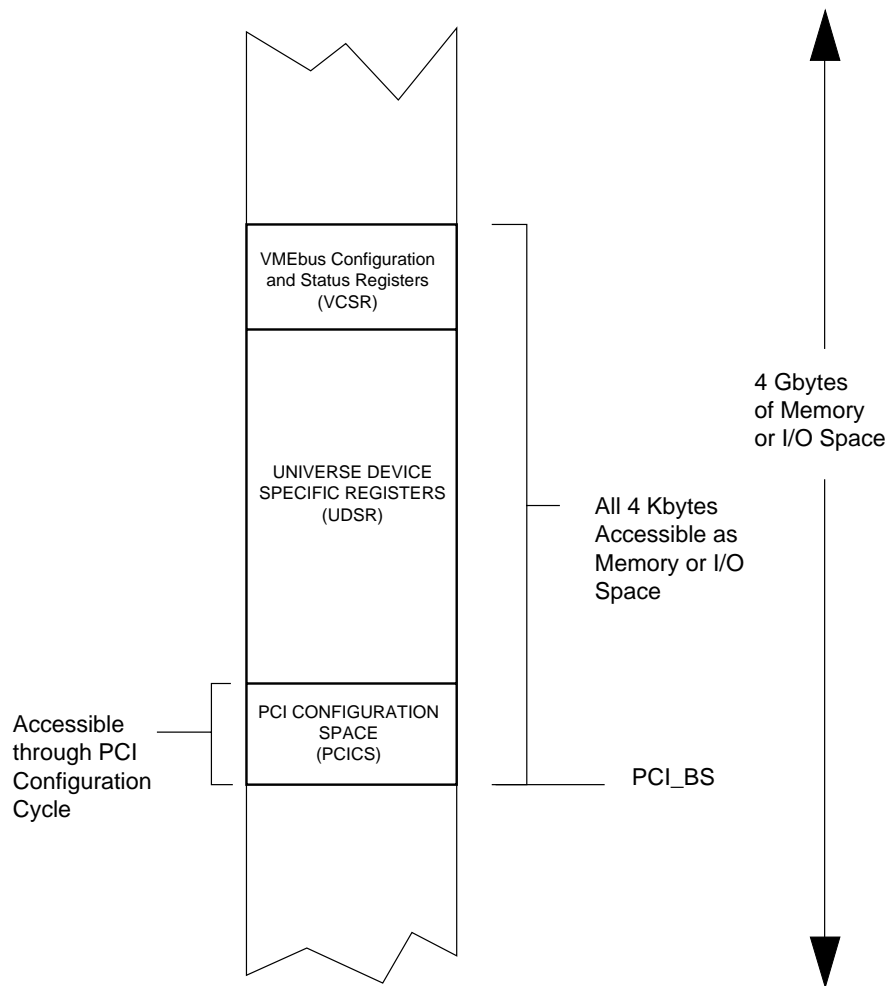 VMEbus Configuration
and Status Registers
(VCSR)
4 Gbytes
of Memory
or I/O Space
UNIVERSE DEVICE
SPECIFIC REGISTERS
(UDSR)
All 4 Kbytes
Accessible as
Memory or I/O
Space
PCI CONFIGURATION
SPACE
(PCICS)
Accessible
through PCI
Configuration
Cycle
PCI_BS